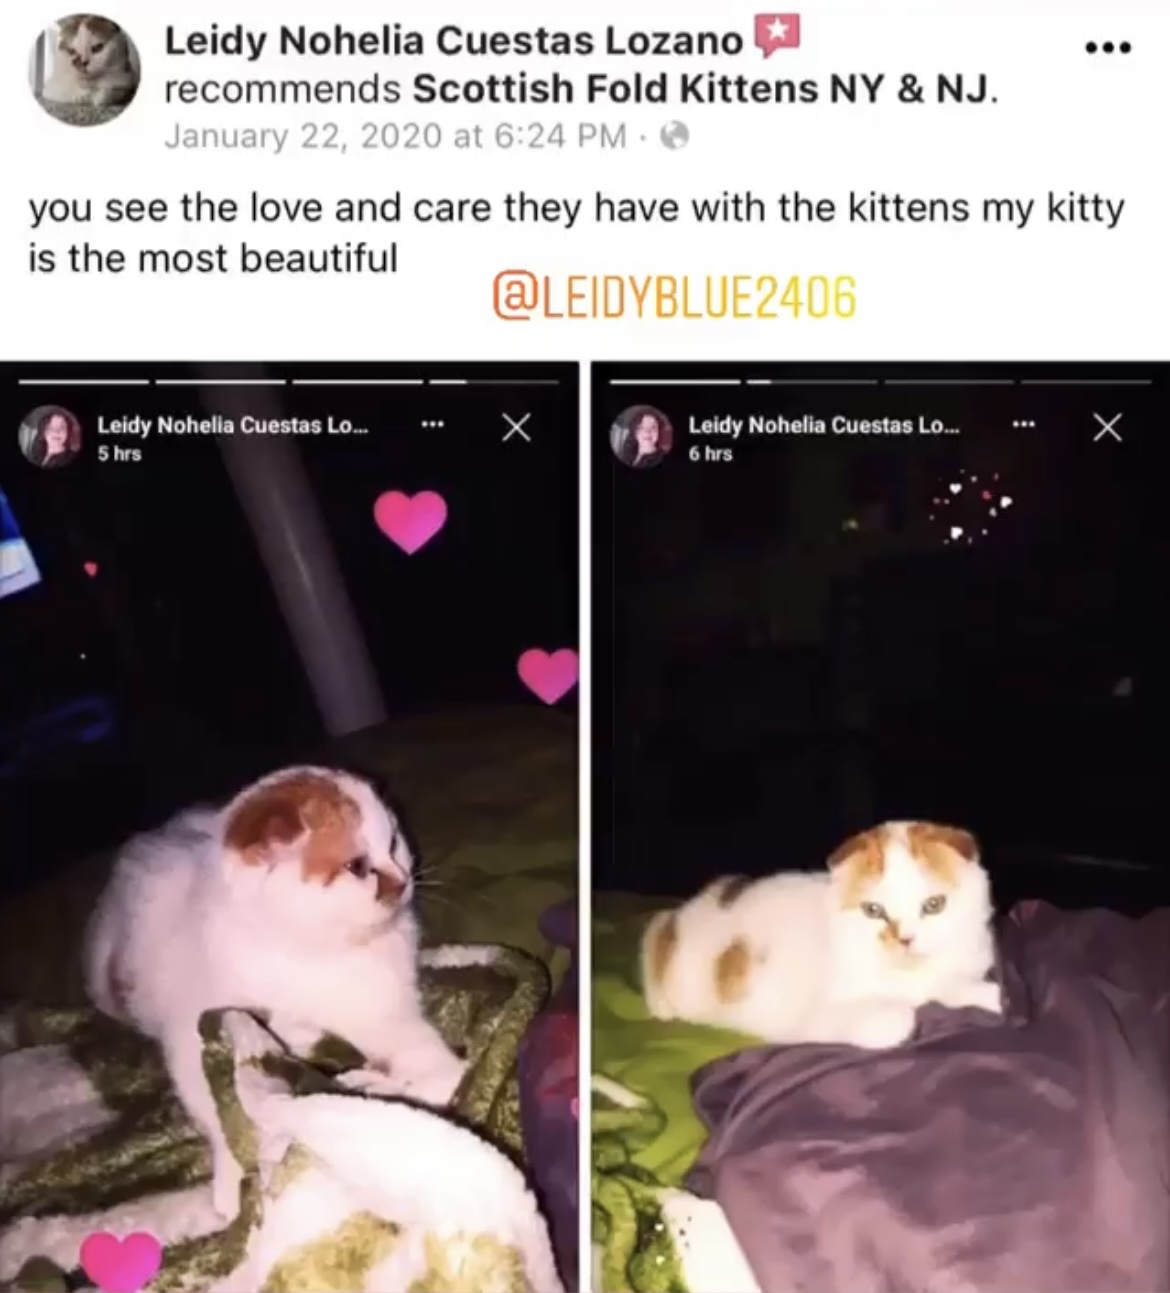 Leidy Nohelia Cuestas Lozano
recommends Scottish Fold Kittens NY & NJ.
January 22, 2020 at 6:24 PM ·
you see the love and care they have with the kittens my kitty
is the most beautiful
@LEIDYBLUE2406
Leidy Nohelia Cuestas Lo...
5 hrs
Leidy Nohelia Cuestas Lo...
6 hrs